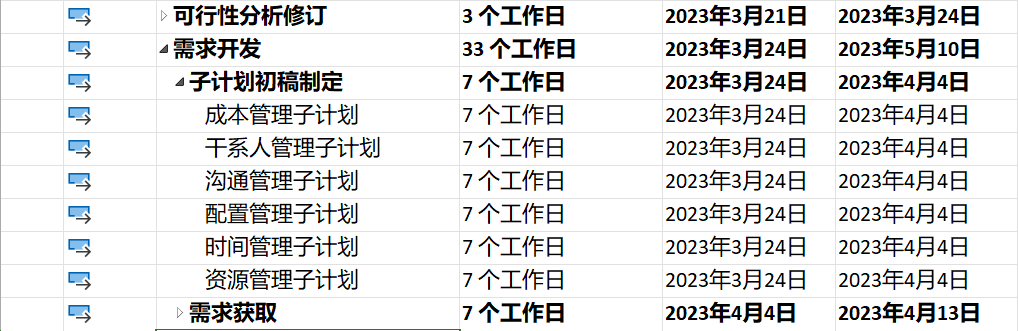 可行性分析修订 3 个工作日 2023年3月21日 2023年3月24日
需求开发 33 个工作日 2023年3月24日 2023年5月10日
子计划初稿制定 7 个工作日 2023年3月24日 2023年4月4日
成本管理子计划 7 个工作日 2023年3月24日 2023年4月4日
干系人管理子计划 7 个工作日 2023年3月24日 2023年4月4日
沟通管理子计划 7 个工作日 2023年3月24日 2023年4月4日
配置管理子计划 7 个工作日 2023年3月24日 2023年4月4日
时间管理子计划 7 个工作日 2023年3月24日 2023年4月4日
资源管理子计划 7 个工作日 2023年3月24日 2023年4月4日
需求获取 7 个工作日 2023年4月4日 2023年4月13日